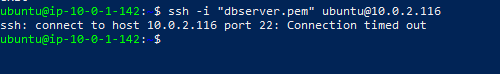 ubuntu@ip-10-0-1-142: $ ssh -i "dbserver.pem" ubuntu@10.0.2.116
ssh: connect to host 10.0.2.116 port 22: Connection timed out
ubuntu@ip-10-0-1-142: $